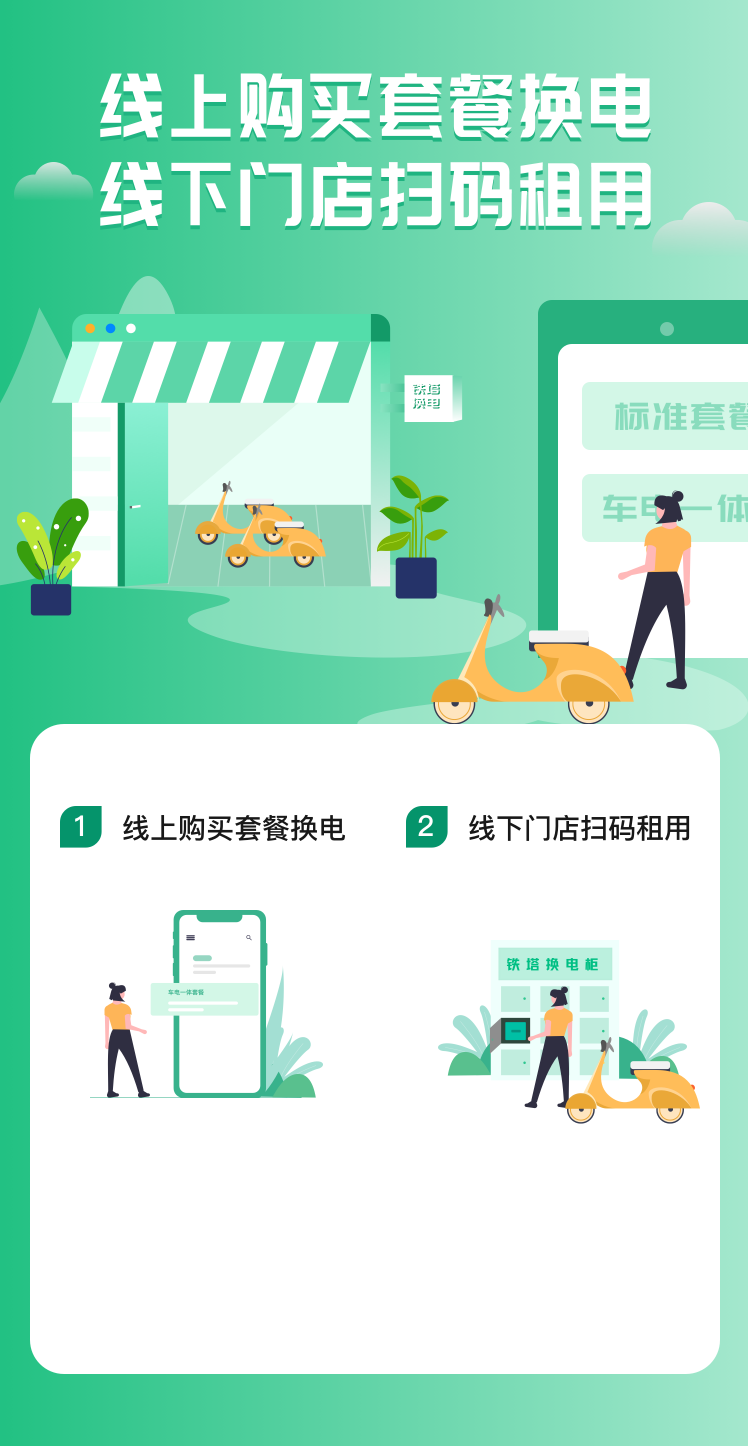 线上购买套餐换电
线下门店扫码租用
铁塔
换电
标准套餐
车电一体
1 线上购买套餐换电
2 线下门店扫码租用
车电一体套餐
铁塔换电柜